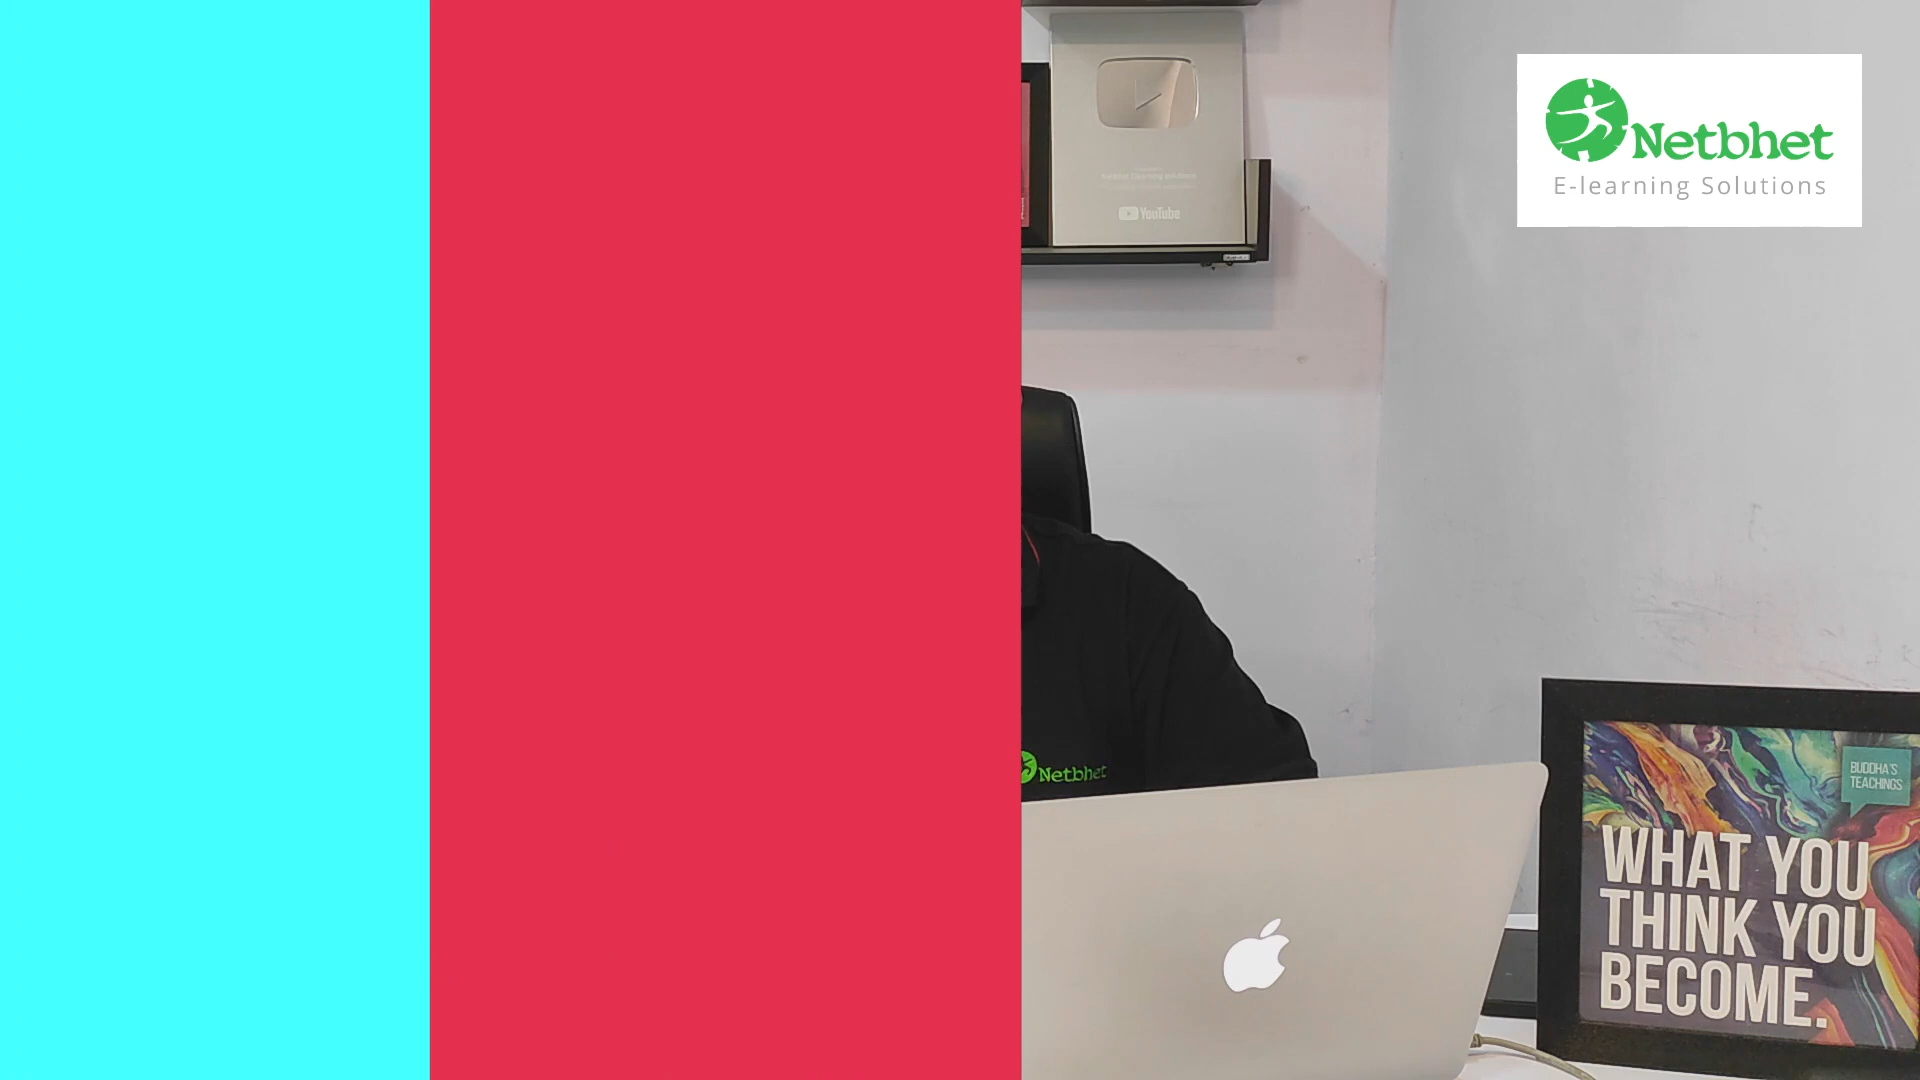 Netbhet
E-learning Solutions
YouTube
Netbhet
BUDDHA'S
TEACHINGS
WHAT YOU
THINK YOU
BECOME.